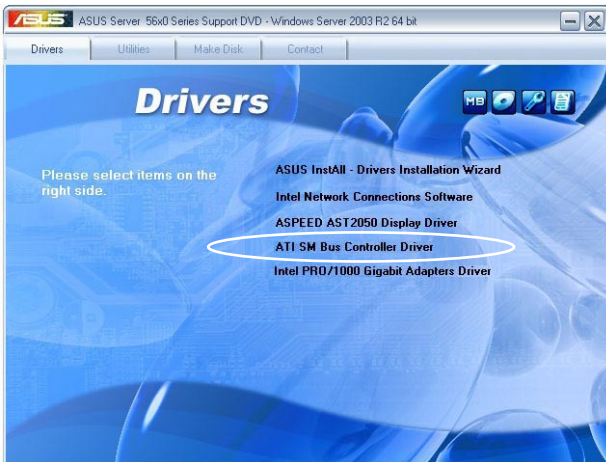 ASUS ASUS Server 56x0 Series Support DVD - Windows Server 2003 R2 64 bit
Drivers Utilities Make Disk Contact
Drivers
MB
Please select items on the
right side.
ASUS InstAll - Drivers Installation Wizard
Intel Network Connections Software
ASPEED AST2050 Display Driver
ATI SM Bus Controller Driver
Intel PRO/1000 Gigabit Adapters Driver